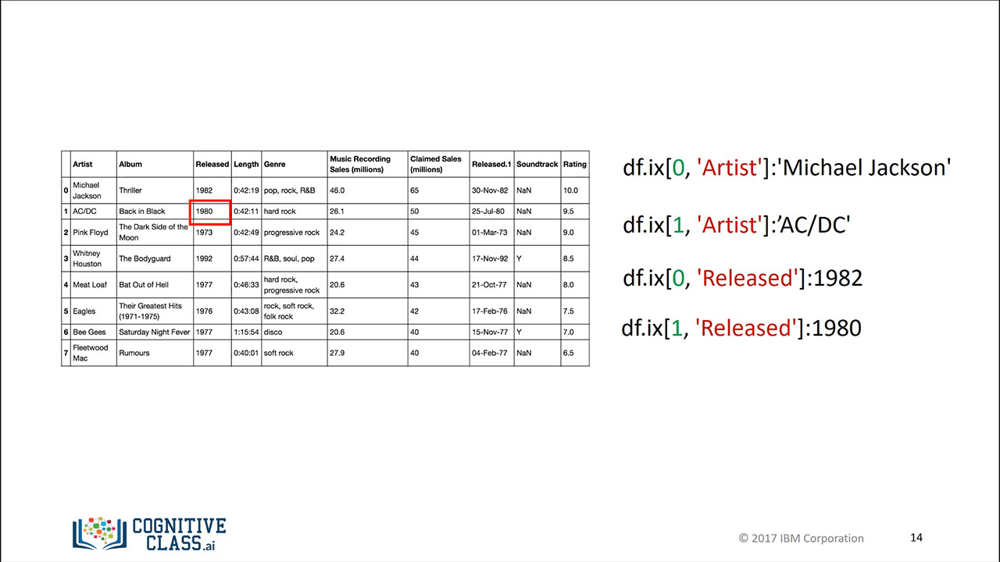 Artist Album Released Length Genre Music Recording Sales (millions) Claimed Sales (millions) Released.1 Soundtrack Rating
0 Michael Jackson Thriller 1982 0:42:19 pop, rock, R&B 46.0 65 30-Nov-82 NaN 10.0
1 AC/DC Back in Black 1980 0:42:11 hard rock 26.1 50 25-Jul-80 NaN 9.5
2 Pink Floyd The Dark Side of the Moon 1973 0:42:49 progressive rock 24.2 45 01-Mar-73 NaN 9.0
3 Whitney Houston The Bodyguard 1992 0:57:44 R&B, soul, pop 27.4 44 17-Nov-92 Y 8.5
4 Meat Loaf Bat Out of Hell 1977 0:46:33 hard rock, progressive rock 20.6 43 21-Oct-77 NaN 8.0
5 Eagles Their Greatest Hits (1971-1975) 1976 0:43:08 rock, soft rock, folk rock 32.2 42 17-Feb-76 NaN 7.5
6 Bee Gees Saturday Night Fever 1977 1:15:54 disco 20.6 40 15-Nov-77 Y 7.0
7 Fleetwood Mac Rumours 1977 0:40:01 soft rock 27.9 40 04-Feb-77 NaN 6.5
df.ix[0, 'Artist']:'Michael Jackson'
df.ix[1, 'Artist']:’AC/DC'
df.ix[0, 'Released']:1982
df.ix[1, 'Released']:1980
COGNITIVE
CLASS.ai
© 2017 IBM Corporation
14